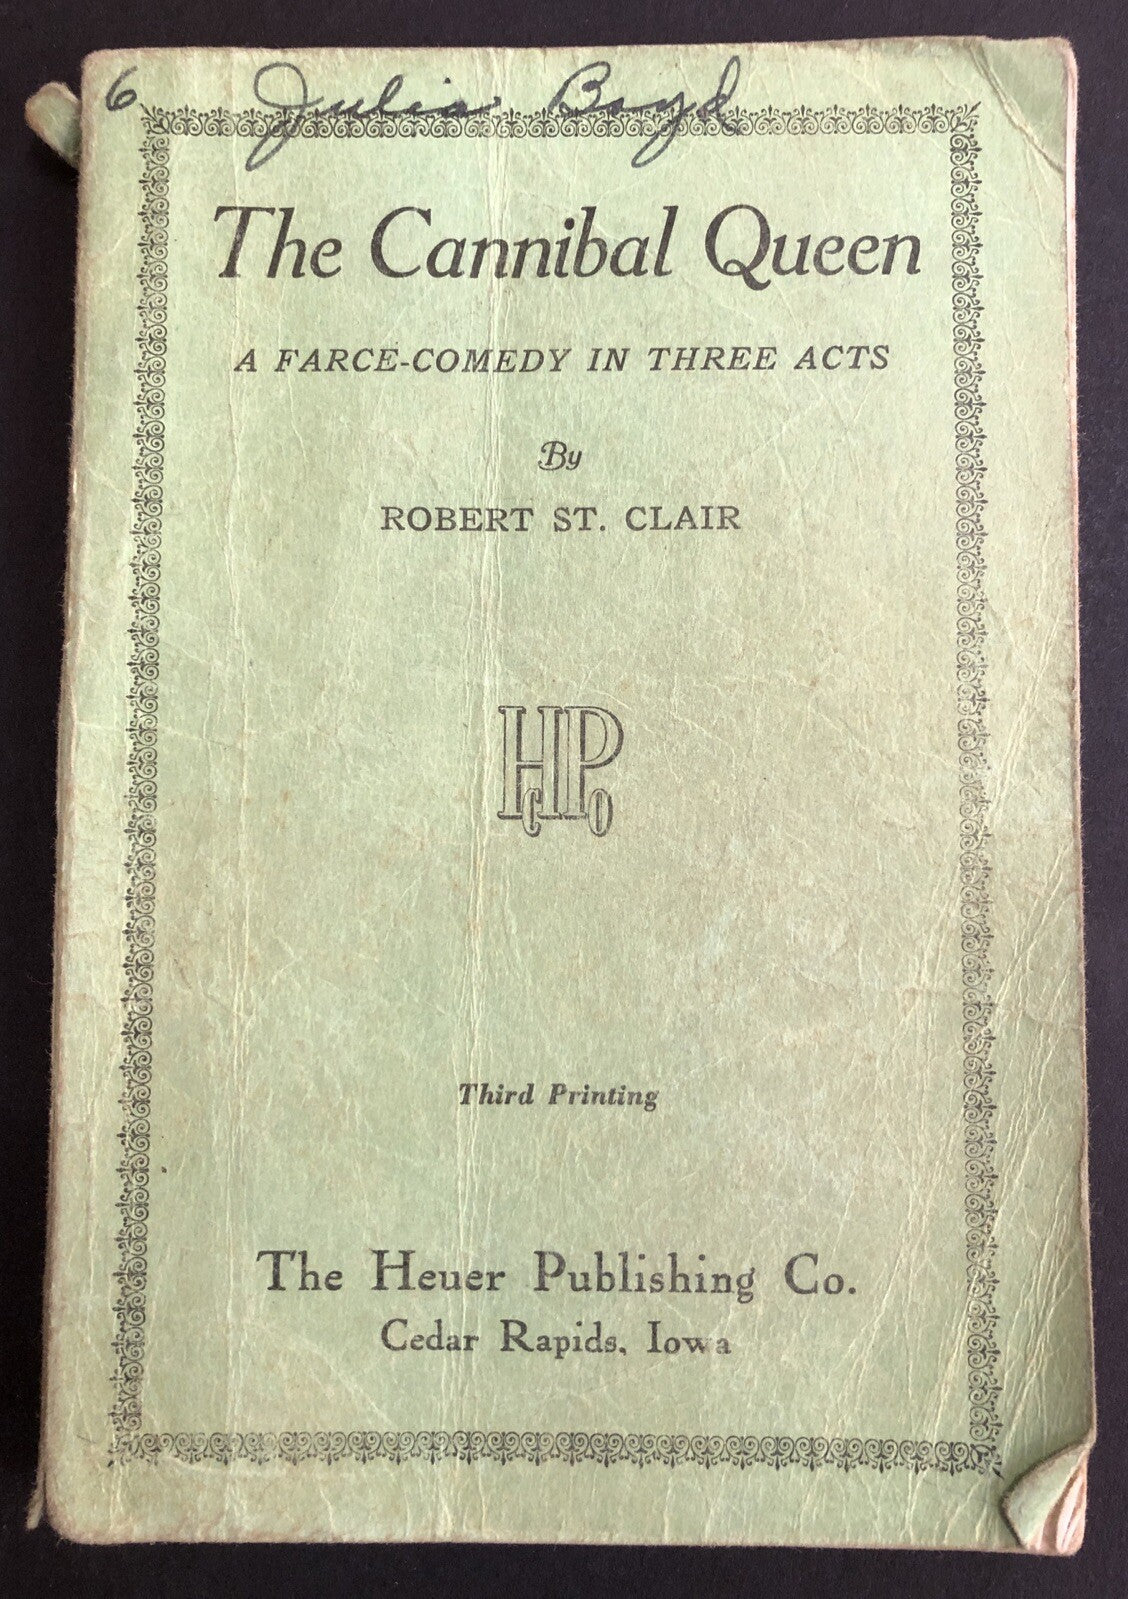 6 Julia Boyd
The Cannibal Queen
A FARCE-COMEDY IN THREE ACTS
By
ROBERT ST. CLAIR
HPCO
Third Printing
The Heuer Publishing Co.
Cedar Rapids, Iowa